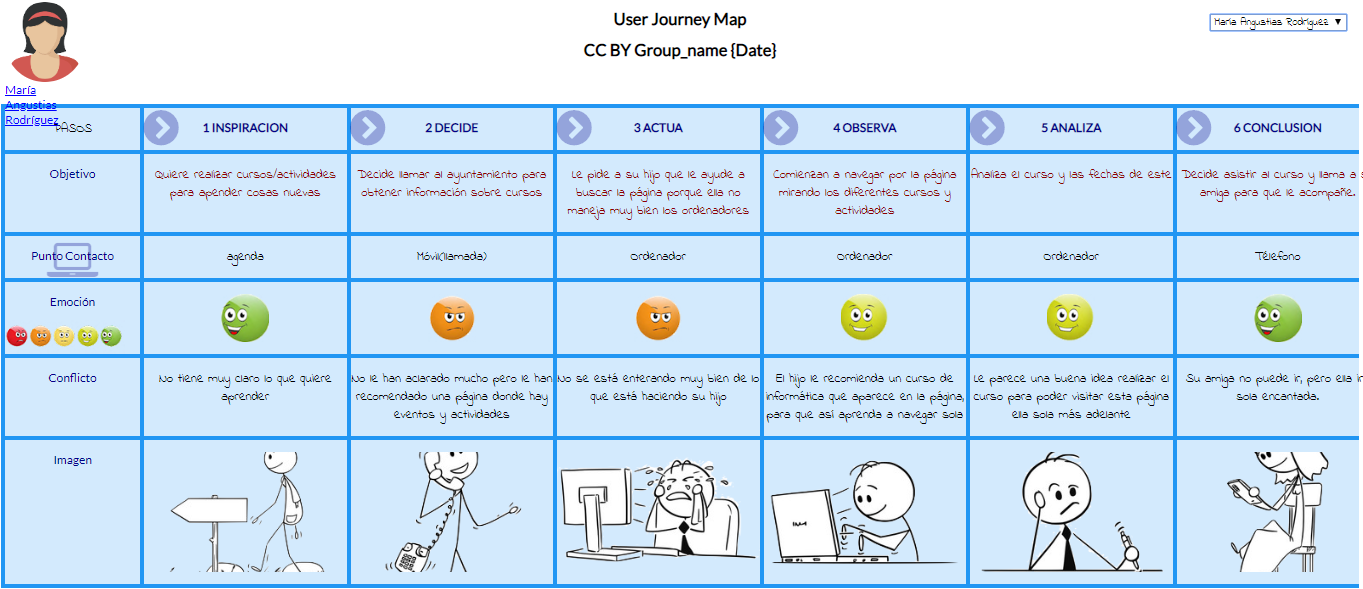 User Journey Map
María Angustias Rodríguez ▼
CC BY Group_name {Date}
María
Angustias
Rodríguez
PASOS
1 INSPIRACION
2 DECIDE
3 ACTUA
4 OBSERVA
5 ANALIZA
6 CONCLUSION
Objetivo
Quiere realizar cursos/actividades
para apender cosas nuevas
Decide llamar al ayuntamiento para
obtener información sobre cursos
Le pide a su hijo que le ayude a
buscar la página porque ella no
maneja muy bien los ordenadores
Comienzan a navegar por la página
mirando los diferentes cursos y
actividades
Analiza el curso y las fechas de este
Decide asistir al curso y llama a
amiga para que le acompañe.
Punto Contacto
agenda
Móvil(llamada)
ordenador
ordenador
ordenador
Télefono
Emoción
Conflicto
No tiene muy claro lo que quiere
aprender
No le han aclarado mucho pero le han
recomendado una página donde hay
eventos y actividades
No se está enterando muy bien de lo
que está haciendo su hijo
El hijo le recomienda un curso de
informática que aparece en la página,
para que así aprenda a navegar sola
Le parece una buena idea realizar el
curso para poder visitar esta página
ella sola más adelante
Su amiga no puede ir, pero ella
sola encantada.
Imagen